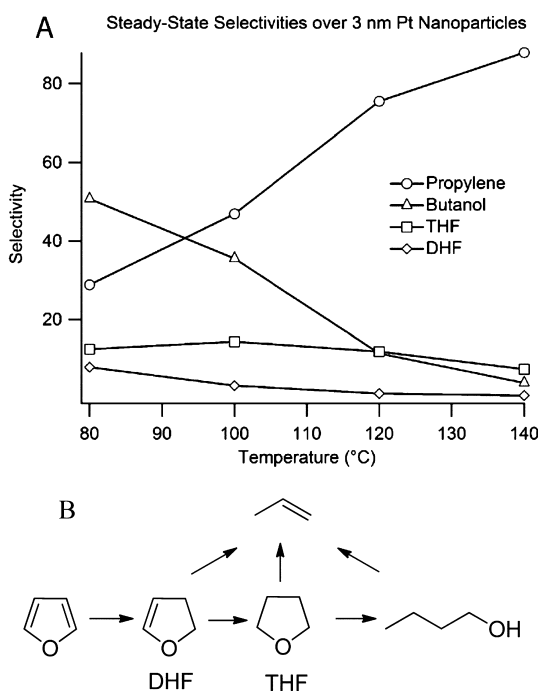 A
Steady-State Selectivities over 3 nm Pt Nanoparticles
80
60
40
20
Selectivity
Propylene
Butanol
THF
DHF
80 90 100 110 120 130 140
Temperature (°C)
B
O
O
O
OH
DHF
THF